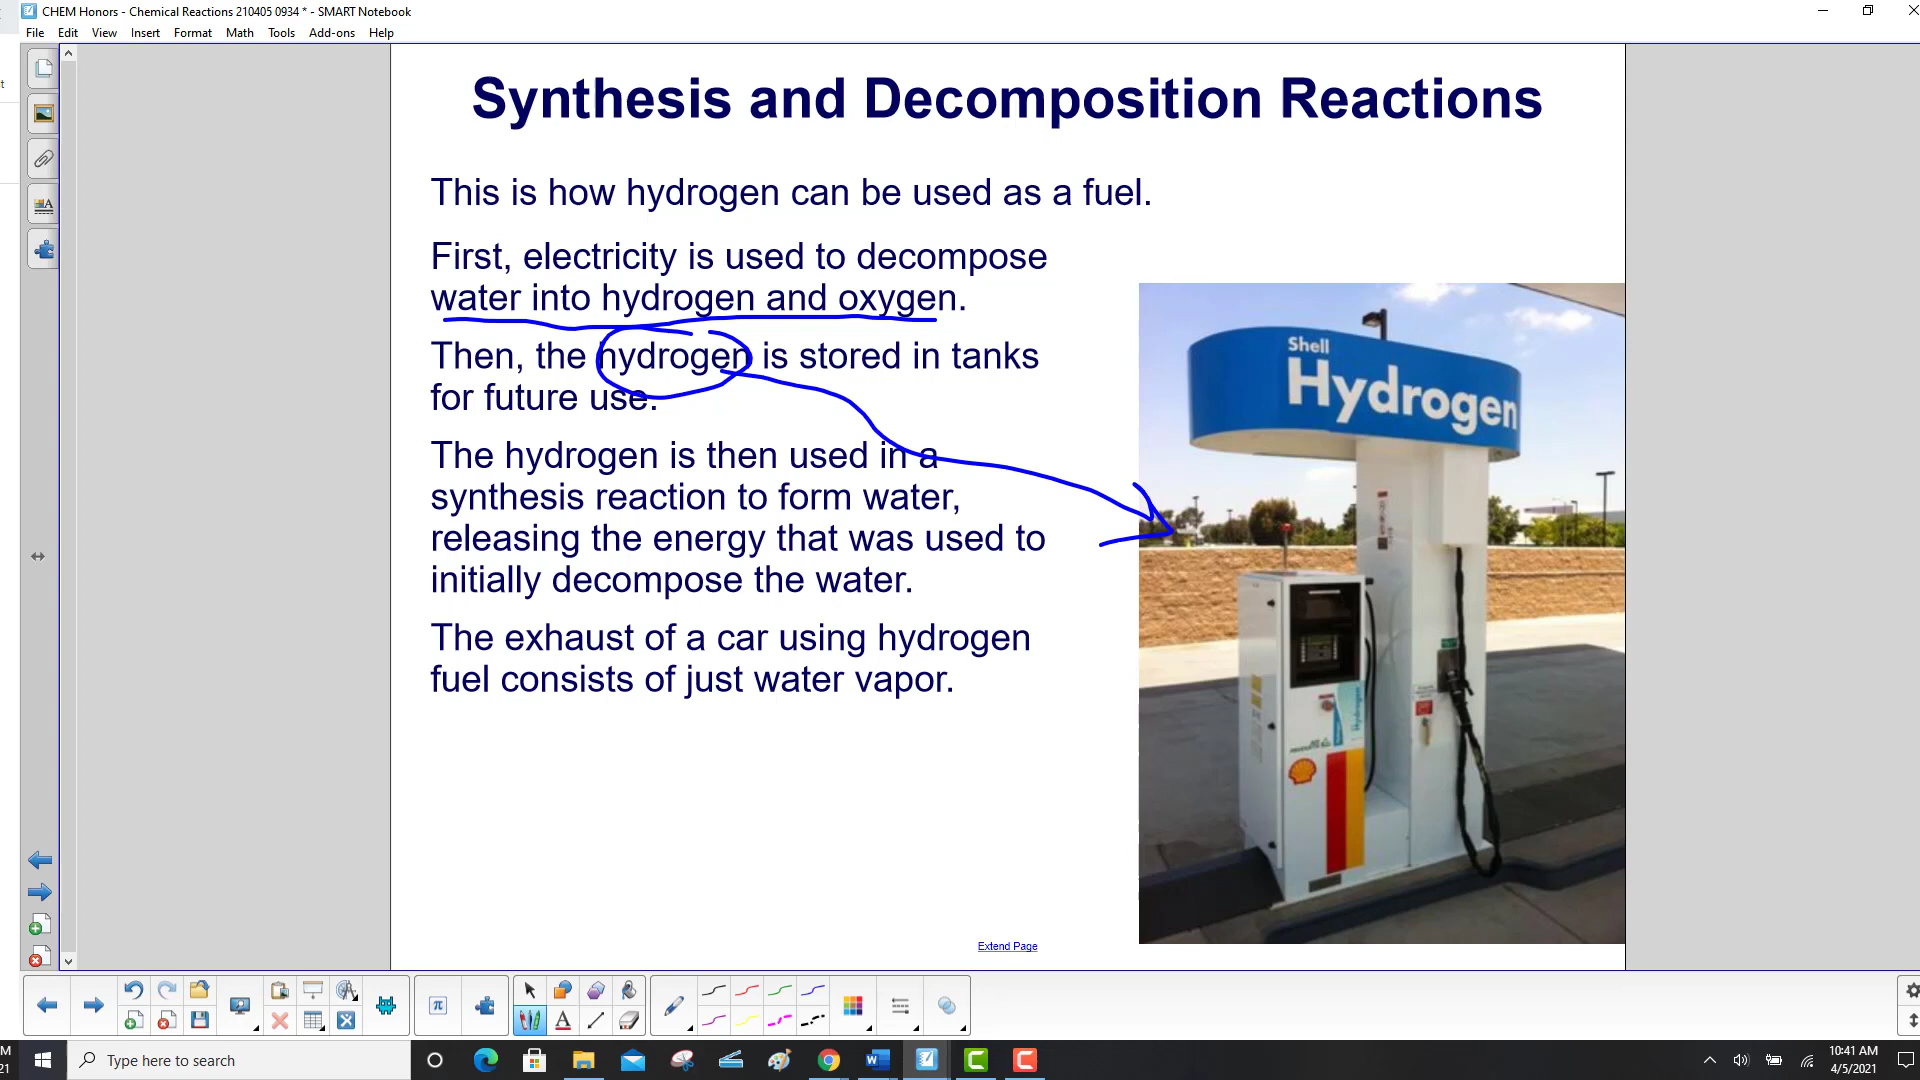 CHEM Honors - Chemical Reactions 210405 0934 * - SMART Notebook
File Edit View Insert Format Math Tools Add-ons Help
Synthesis and Decomposition Reactions
This is how hydrogen can be used as a fuel.
First, electricity is used to decompose
water into hydrogen and oxygen.
Then, the hydrogen is stored in tanks
for future use.
The hydrogen is then used in a
synthesis reaction to form water,
releasing the energy that was used to
initially decompose the water.
The exhaust of a car using hydrogen
fuel consists of just water vapor.
Shell
Hydrogen
Extend Page
Type here to search
10:41 AM
4/5/2021